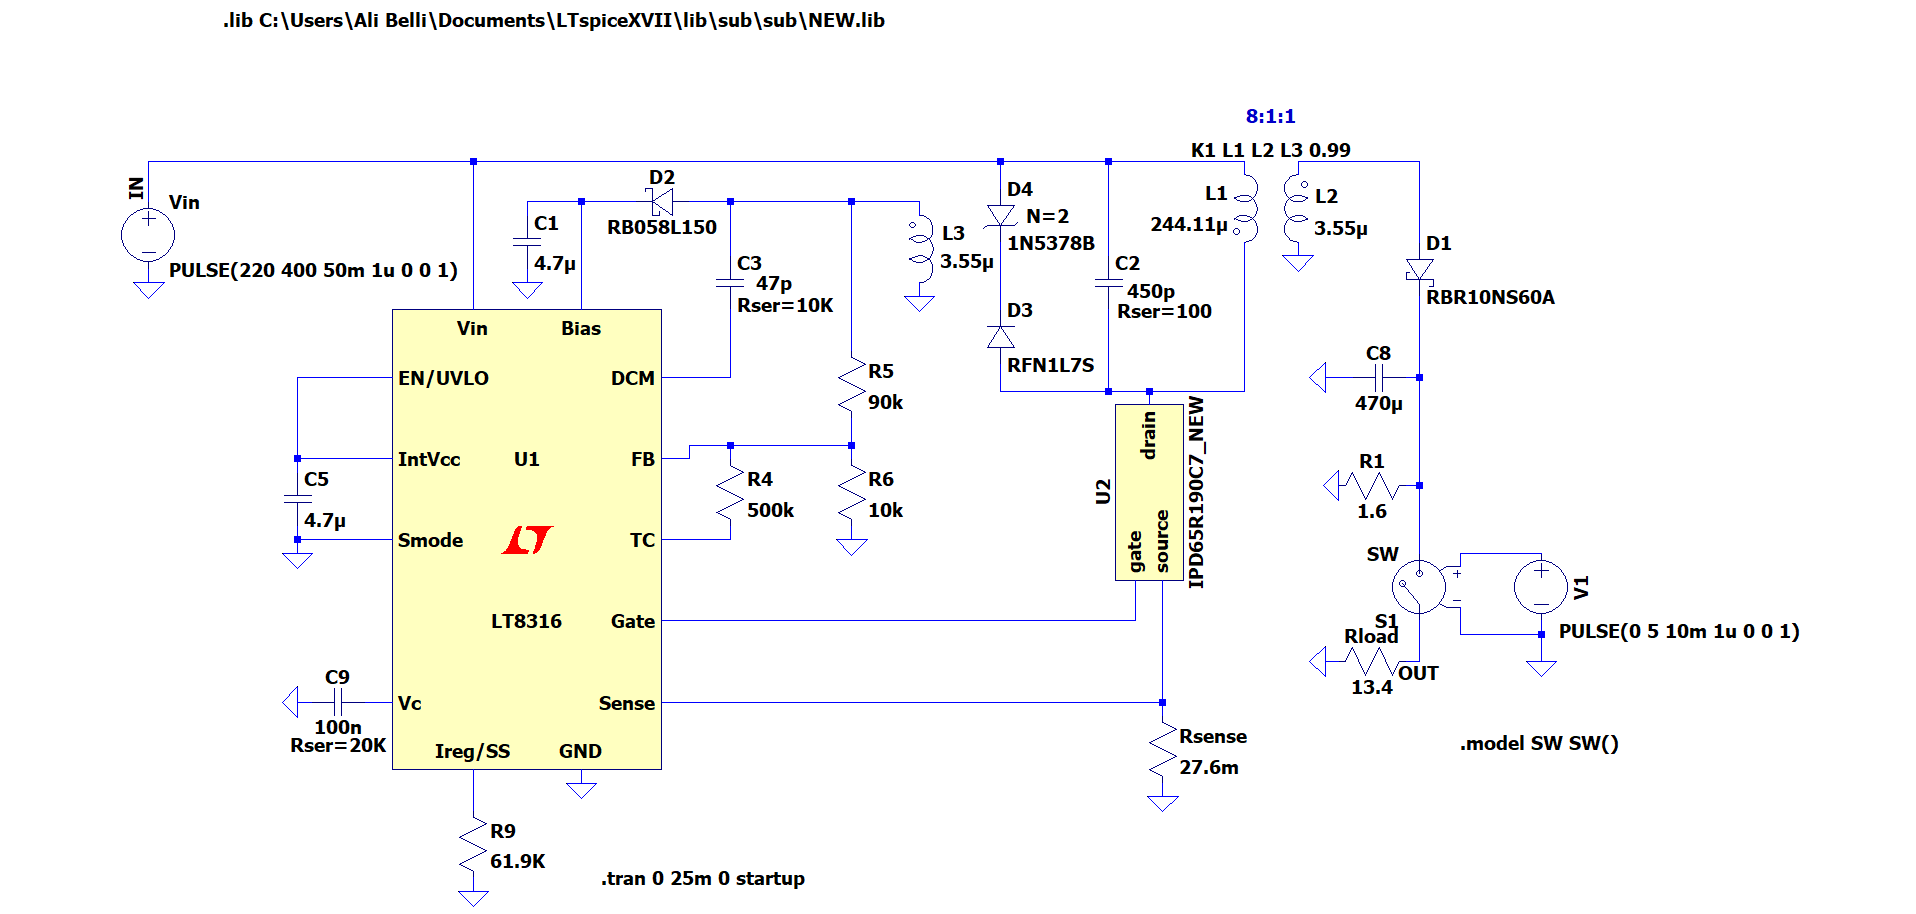 .lib C:\Users\Ali Belli\Documents\LTspiceXVII\lib\sub\sub\NEW.lib
8:1:1
K1 L1 L2 L3 0.99
IN
Vin
PULSE(220 400 50m 1u 0 0 1)
C1
4.7µ
D2
RB058L150
C3
47p
Rser=10K
L3
3.55µ
D4
N=2
1N5378B
D3
RFN1L7S
C2
450p
Rser=100
L1
244.11µ
L2
3.55µ
D1
RBR10NS60A
C8
470µ
R1
1.6
SW
+
−
S1
V1
PULSE(0 5 10m 1u 0 0 1)
Rload
OUT
13.4
.model SW SW()
Vin
Bias
EN/UVLO
DCM
IntVcc
U1
FB
Smode
TC
LT8316
Gate
Vc
Sense
Ireg/SS
GND
C5
4.7µ
C9
100n
Rser=20K
R5
90k
R4
500k
R6
10k
U2
drain
gate
source
IPD65R190C7_NEW
Rsense
27.6m
R9
61.9K
.tran 0 25m 0 startup